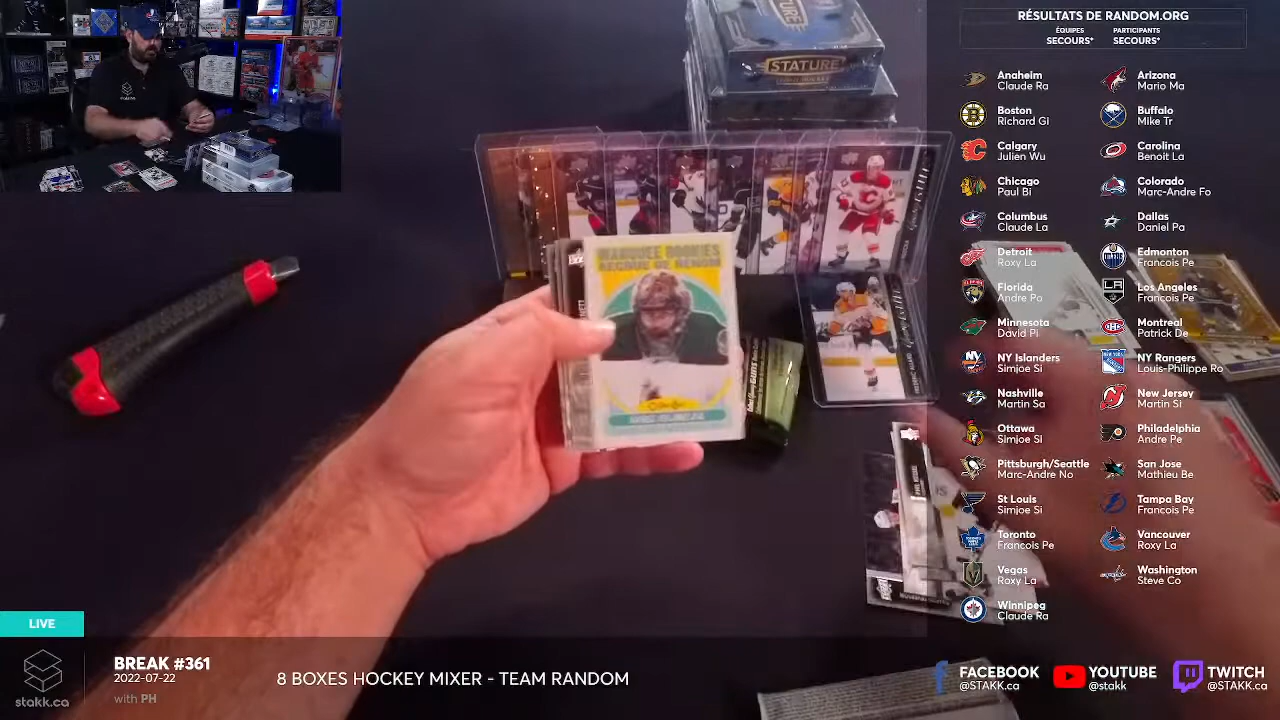 RÉSULTATS DE RANDOM.ORG
ÉQUIPES PARTICIPANTS
SECOURS* SECOURS*
Anaheim
Claude Ra
Arizona
Mario Ma
Boston
Richard Gi
Buffalo
Mike Tr
Calgary
Julien Wu
Carolina
Benoit La
Chicago
Paul Bi
Colorado
Marc-Andre Fo
Columbus
Claude La
Dallas
Daniel Pa
Detroit
Roxy La
Edmonton
Francois Pe
Florida
Andre Po
Los Angeles
Francois Pe
Minnesota
David Pi
Montreal
Patrick De
NY Islanders
Simjoe Si
NY Rangers
Louis-Philippe Ro
Nashville
Martin Sa
New Jersey
Martin Si
Ottawa
Simjoe Si
Philadelphia
Andre Pe
Pittsburgh/Seattle
Marc-Andre No
San Jose
Mathieu Be
St Louis
Simjoe Si
Tampa Bay
Francois Pe
Toronto
Francois Pe
Vancouver
Roxy La
Vegas
Roxy La
Washington
Steve Co
Winnipeg
Claude Ra
STATURE
MARQUEE ROOKIES
RECRUE DE RENOM
LIVE
stakk.ca
BREAK #361
2022-07-22
with PH
8 BOXES HOCKEY MIXER - TEAM RANDOM
FACEBOOK
@STAKK.ca
YOUTUBE
@stakk
TWITCH
@STAKK.ca